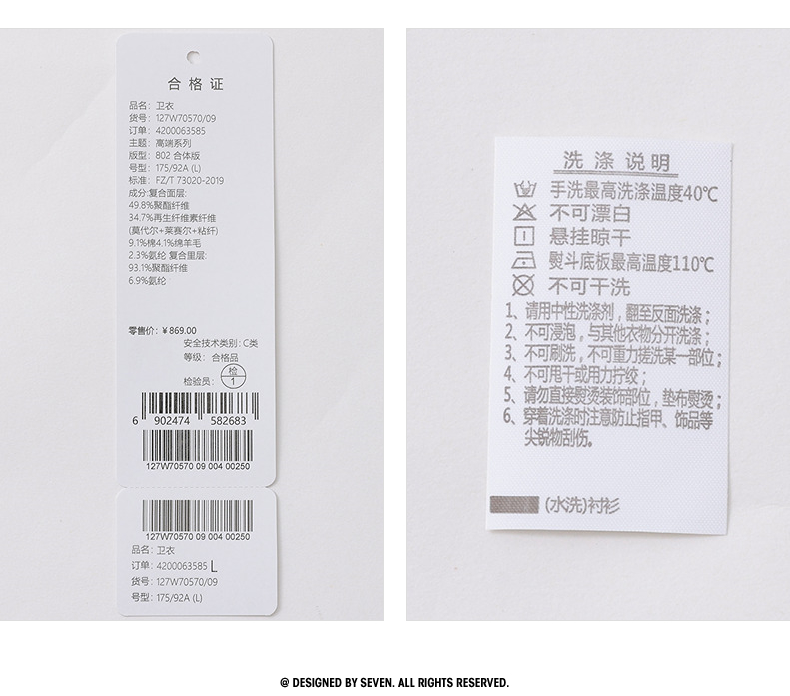 合格证
品名：卫衣
货号：127W70570/09
订单：4200063585
主题：高端系列
版型：802 合体版
号型：175/92A (L)
标准：FZ/T 73020-2019
成分:复合面层:
49.8%聚酯纤维
34.7%再生纤维素纤维
(莫代尔+莱赛尔+粘纤)
9.1%棉4.1%绵羊毛
2.3%氨纶 复合里层:
93.1%聚酯纤维
6.9%氨纶
零售价：¥869.00
安全技术类别：C类
等级：合格品
检验员：检1
6 902474 582683
127W70570 09 004 00250
127W70570 09 004 00250
品名：卫衣
订单：4200063585 L
货号：127W70570/09
号型：175/92A (L)
洗涤说明
手洗最高洗涤温度40℃
不可漂白
悬挂晾干
熨斗底板最高温度110℃
不可干洗
1、请用中性洗涤剂，翻至反面洗涤；
2、不可浸泡，与其他衣物分开洗涤；
3、不可刷洗，不可重力搓洗某一部位；
4、不可甩干或用力拧绞；
5、请勿直接熨烫装饰部位，垫布熨烫；
6、穿着洗涤时注意防止指甲、饰品等
尖锐物刮伤。
(水洗)衬衫
@ DESIGNED BY SEVEN. ALL RIGHTS RESERVED.